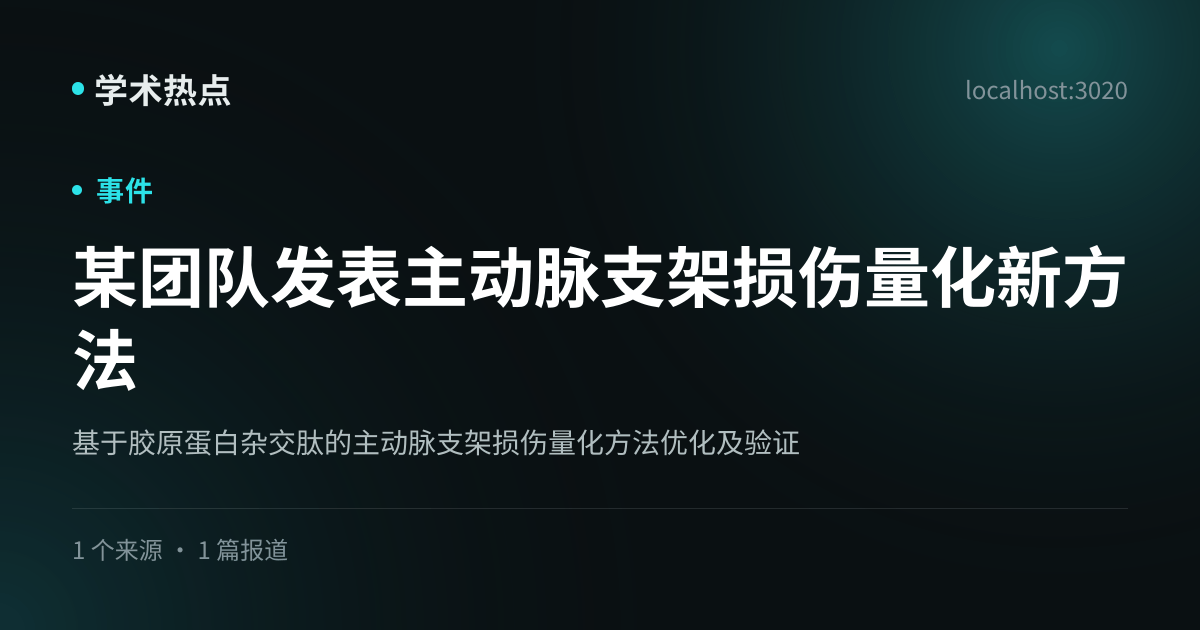 学术热点
localhost:3020
事件
某团队发表主动脉支架损伤量化新方
法
基于胶原蛋白杂交肽的主动脉支架损伤量化方法优化及验证
1 个来源 · 1 篇报道